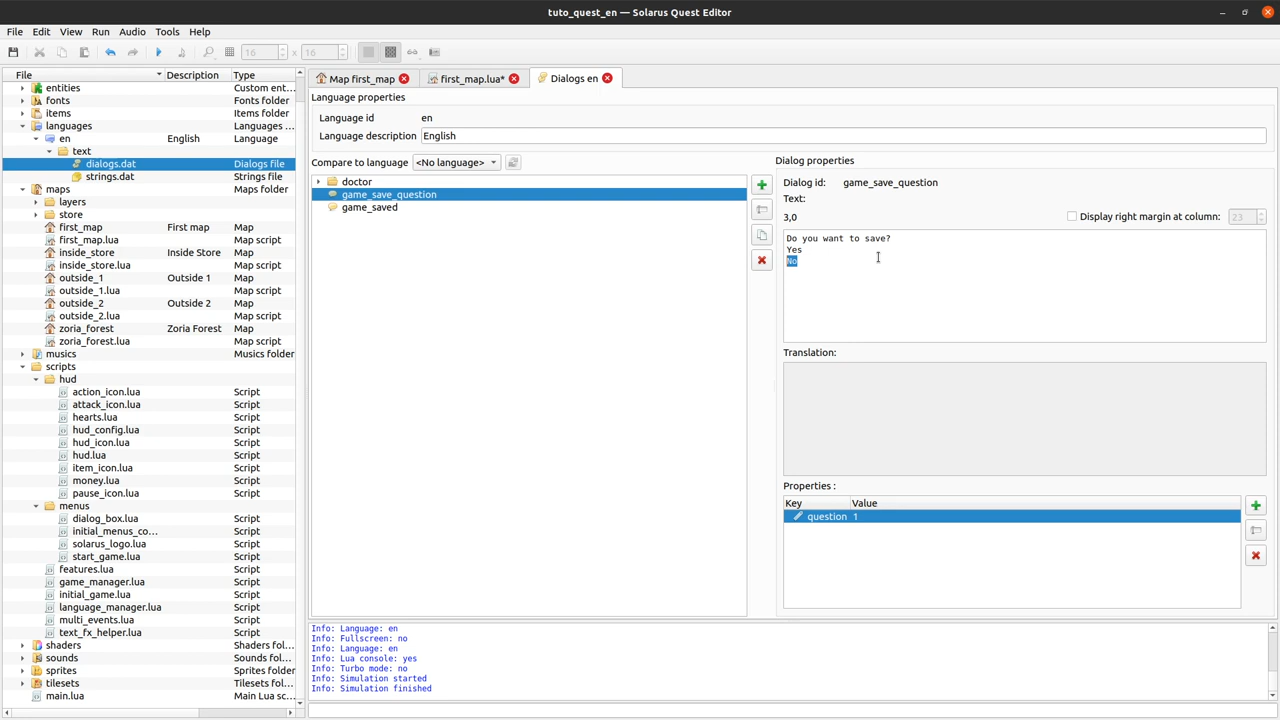 tuto_quest_en — Solarus Quest Editor
File Edit View Run Audio Tools Help
16 x 16
File Description Type
entities Custom ent...
fonts Fonts folder
items Items folder
languages Languages ...
en English Language
text
dialogs.dat Dialogs file
strings.dat Strings file
maps Maps folder
layers Map
store Map
first_map First map Map
first_map.lua Map script
inside_store Inside Store Map
inside_store.lua Map script
outside_1 Outside 1 Map
outside_1.lua Map script
outside_2 Outside 2 Map
outside_2.lua Map script
zoria_forest Zoria Forest Map
zoria_forest.lua Map script
musics Musics folder
scripts
hud
action_icon.lua Script
attack_icon.lua Script
hearts.lua Script
hud_config.lua Script
hud_icon.lua Script
hud.lua Script
item_icon.lua Script
money.lua Script
pause_icon.lua Script
menus
dialog_box.lua Script
initial_menus_co... Script
solarus_logo.lua Script
start_game.lua Script
features.lua Script
game_manager.lua Script
initial_game.lua Script
language_manager.lua Script
multi_events.lua Script
text_fx_helper.lua Script
shaders Shaders fol...
sounds Sounds fol...
sprites Sprites folder
tilesets Tilesets fol...
main.lua Main Lua sc...
Map first_map first_map.lua* Dialogs en
Language properties
Language id en
Language description English
Compare to language <No language>
doctor
game_save_question
game_saved
Dialog properties
Dialog id: game_save_question
Text:
3,0 Display right margin at column: 23
Do you want to save?
Yes
No
Translation:
Properties :
Key Value
question 1
Info: Language: en
Info: Fullscreen: no
Info: Language: en
Info: Lua console: yes
Info: Turbo mode: no
Info: Simulation started
Info: Simulation finished